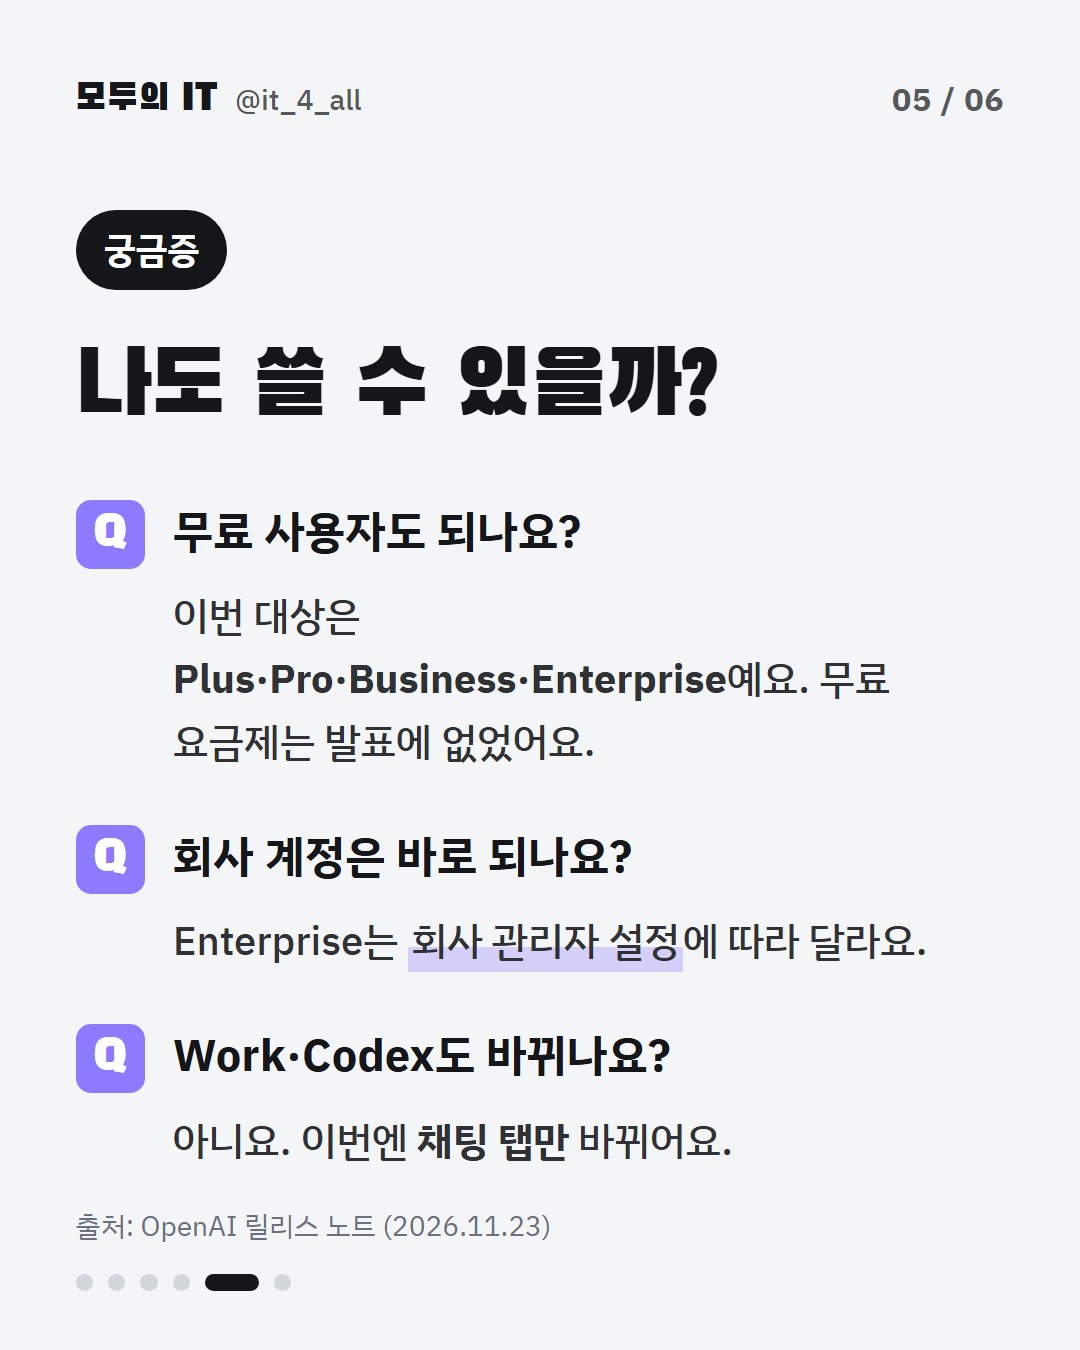 모두의 IT @it_4_all
05 / 06
궁금증
나도 쓸 수 있을까?
Q 무료 사용자도 되나요?
이번 대상은
Plus·Pro·Business·Enterprise예요. 무료
요금제는 발표에 없었어요.
Q 회사 계정은 바로 되나요?
Enterprise는 회사 관리자 설정에 따라 달라요.
Q Work·Codex도 바뀌나요?
아니요. 이번엔 채팅 탭만 바뀌어요.
출처: OpenAI 릴리스 노트 (2026.11.23)